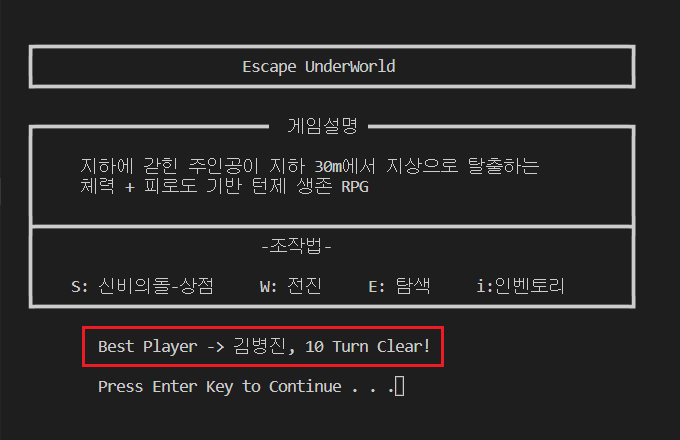 Escape UnderWorld
게임설명
지하에 갇힌 주인공이 지하 30m에서 지상으로 탈출하는
체력 + 피로도 기반 턴제 생존 RPG
-조작법-
S: 신비의돌-상점 W: 전진 E: 탐색 i:인벤토리
Best Player -> 김병진, 10 Turn Clear!
Press Enter Key to Continue . . .